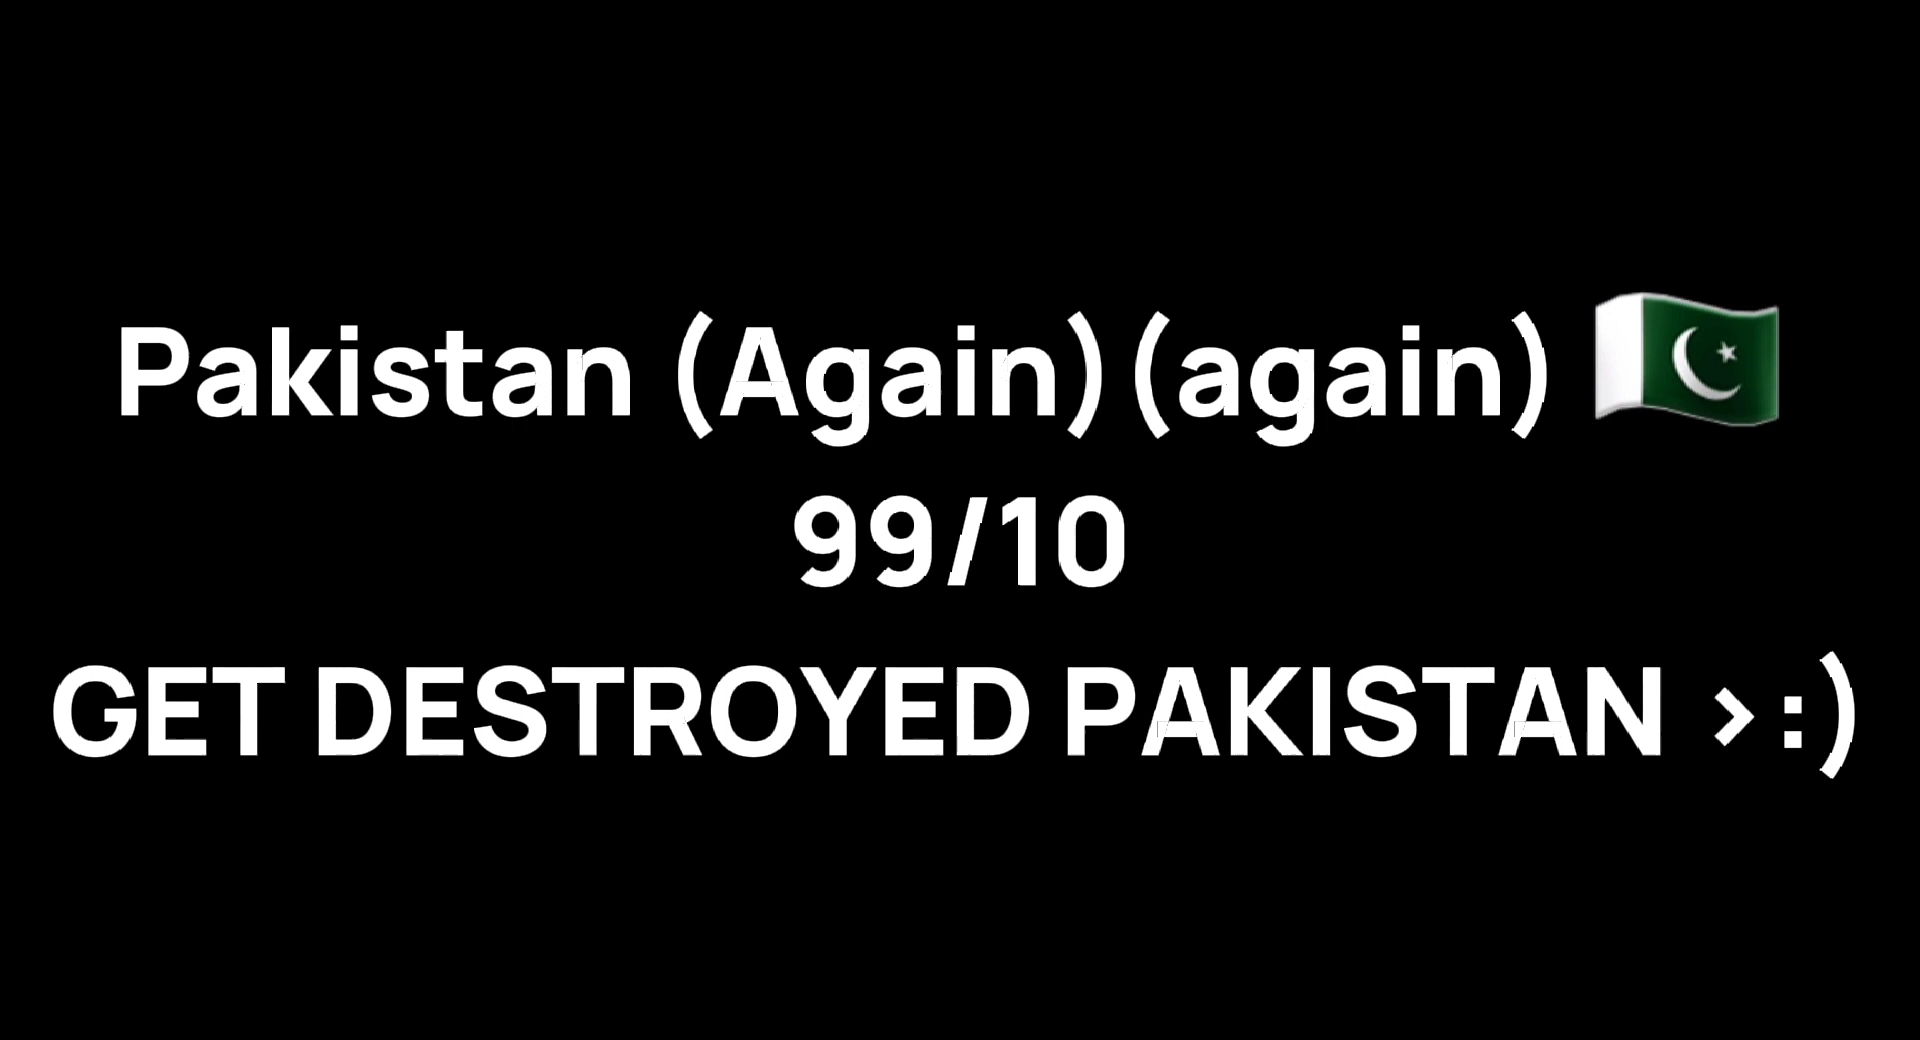 Pakistan (Again)(again) 🇵🇰
99/10
GET DESTROYED PAKISTAN >:)